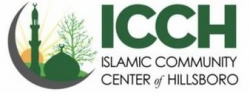 ICCH
ISLAMIC COMMUNITY
CENTER of HILLSBORO